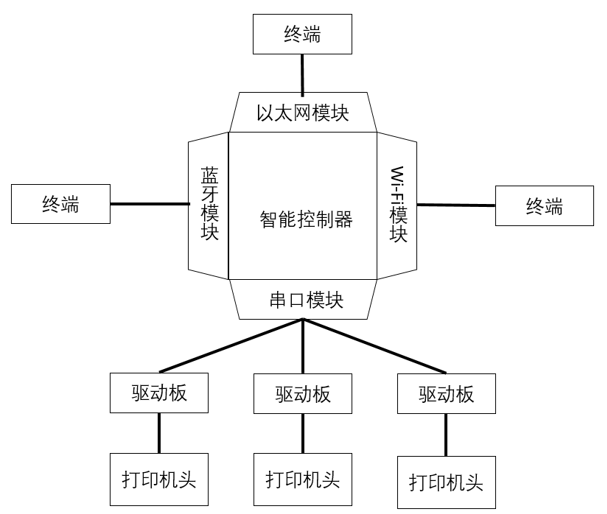 终端
以太网模块
终端
蓝牙模块
智能控制器
Wi-Fi模块
终端
串口模块
驱动板
驱动板
驱动板
打印机头
打印机头
打印机头